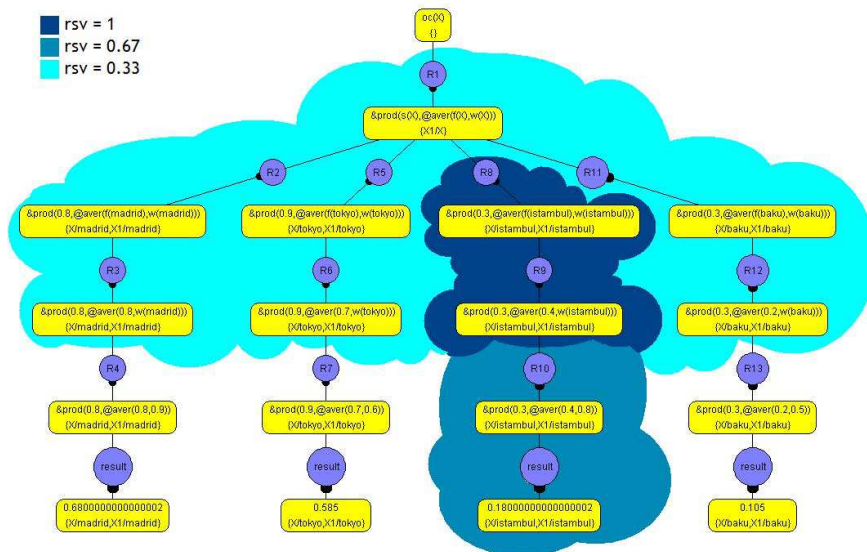 rsv = 1
rsv = 0.67
rsv = 0.33
oc(X)
{}
R1
&prod(s(X),@aver(f(X),w(X)))
{X1/X}
R2
R5
R8
R11
&prod(0.8,@aver(f(madrid),w(madrid)))
{X/madrid,X1/madrid}
&prod(0.9,@aver(f(tokyo),w(tokyo)))
{X/tokyo,X1/tokyo}
&prod(0.3,@aver(f(istambul),w(istambul)))
{X/istambul,X1/istambul}
&prod(0.3,@aver(f(baku),w(baku)))
{X/baku,X1/baku}
R3
R6
R9
R12
&prod(0.8,@aver(0.8,w(madrid)))
{X/madrid,X1/madrid}
&prod(0.9,@aver(0.7,w(tokyo)))
{X/tokyo,X1/tokyo}
&prod(0.3,@aver(0.4,w(istambul)))
{X/istambul,X1/istambul}
&prod(0.3,@aver(0.2,w(baku)))
{X/baku,X1/baku}
R4
R7
R10
R13
&prod(0.8,@aver(0.8,0.9))
{X/madrid,X1/madrid}
&prod(0.9,@aver(0.7,0.6))
{X/tokyo,X1/tokyo}
&prod(0.3,@aver(0.4,0.8))
{X/istambul,X1/istambul}
&prod(0.3,@aver(0.2,0.5))
{X/baku,X1/baku}
result
result
result
result
0.6800000000000002
{X/madrid,X1/madrid}
0.585
{X/tokyo,X1/tokyo}
0.18000000000000002
{X/istambul,X1/istambul}
0.105
{X/baku,X1/baku}